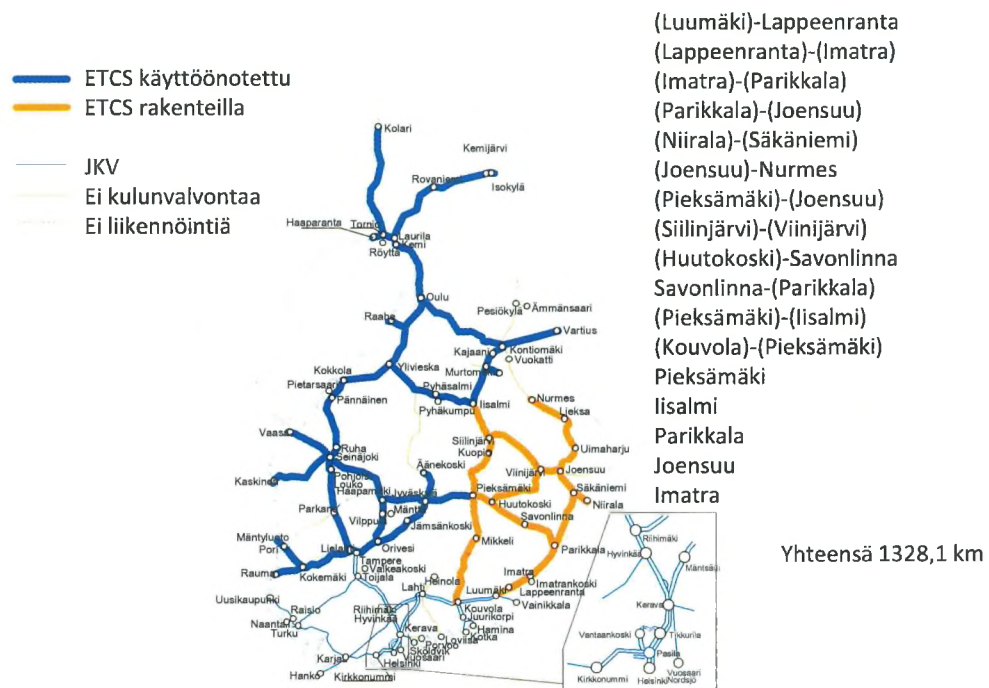 ETCS käyttöönotettu
ETCS rakenteilla
JKV
Ei kulunvalvontaa
Ei liikennöintiä
(Luumäki)-Lappeenranta
(Lappeenranta)-(Imatra)
(Imatra)-(Parikkala)
(Parikkala)-(Joensuu)
(Niirala)-(Säkäniemi)
(Joensuu)-Nurmes
(Pieksämäki)-(Joensuu)
(Siilinjärvi)-(Viinijärvi)
(Huutokoski)-Savonlinna
Savonlinna-(Parikkala)
(Pieksämäki)-(Iisalmi)
(Kouvola)-(Pieksämäki)
Pieksämäki
Iisalmi
Parikkala
Joensuu
Imatra
Yhteensä 1328,1 km
Kolari
Kemijärvi
Rovaniemi
Isokylä
Haaparanta
Tornio
Laurila
Kemi
Röyttä
Oulu
Pesiökylä
Ämmänsaari
Raahe
Vartius
Kajaani
Kontiomäki
Vuokatti
Murtomäki
Ylivieska
Kokkola
Pietarsaari
Pännäinen
Pyhäsalmi
Pyhäkumpu
Iisalmi
Nurmes
Lieksa
Vaasa
Ruha
Seinäjoki
Siilinjärvi
Kuopio
Uimaharju
Kaskinen
Pohjois-
Louko
Haapamäki
Äänekoski
Jyväskylä
Pieksämäki
Viinijärvi
Joensuu
Säkäniemi
Niirala
Huutokoski
Parkano
Vilppula
Mänttä
Jämsänkoski
Savonlinna
Mäntyluoto
Pori
Lielahti
Orivesi
Mikkeli
Parikkala
Tampere
Valkeakoski
Toijala
Rauma
Kokemäki
Imatra
Imatrankoski
Lahti
Heinola
Luumäki
Lappeenranta
Vainikkala
Uusikaupunki
Raisio
Naantali
Turku
Riihimäki
Hyvinkää
Kouvola
Juurikorpi
Hamina
Kotka
Kerava
Loviisa
Porvoo
Sköldvik
Vuosaari
Helsinki
Karjaa
Hanko
Kirkkonummi
Riihimäki
Hyvinkää
Mäntsälä
Kerava
Vantaankoski
Tikkurila
Pasila
Kirkkonummi
Helsinki
Vuosaari
Nordsjö